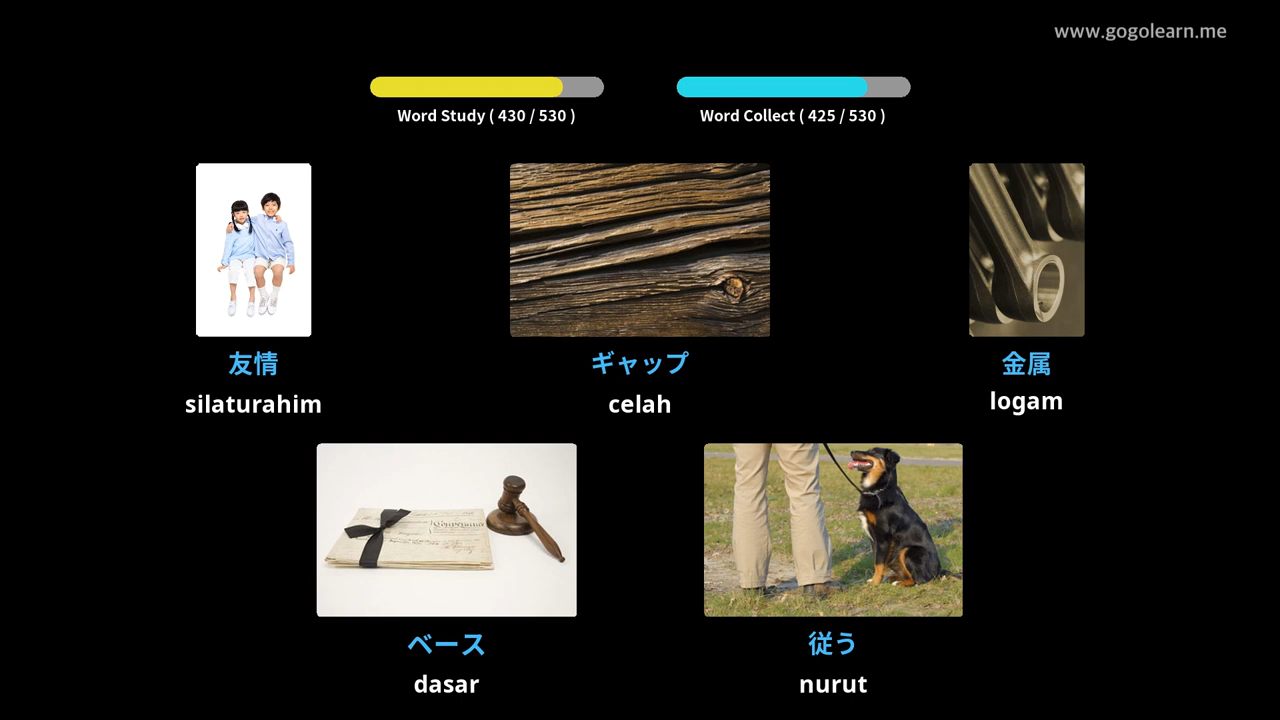 www.gogolearn.me
Word Study ( 430 / 530 )
Word Collect ( 425 / 530 )
友情
ギャップ
金属
silaturahim
celah
logam
ベース
従う
dasar
nurut